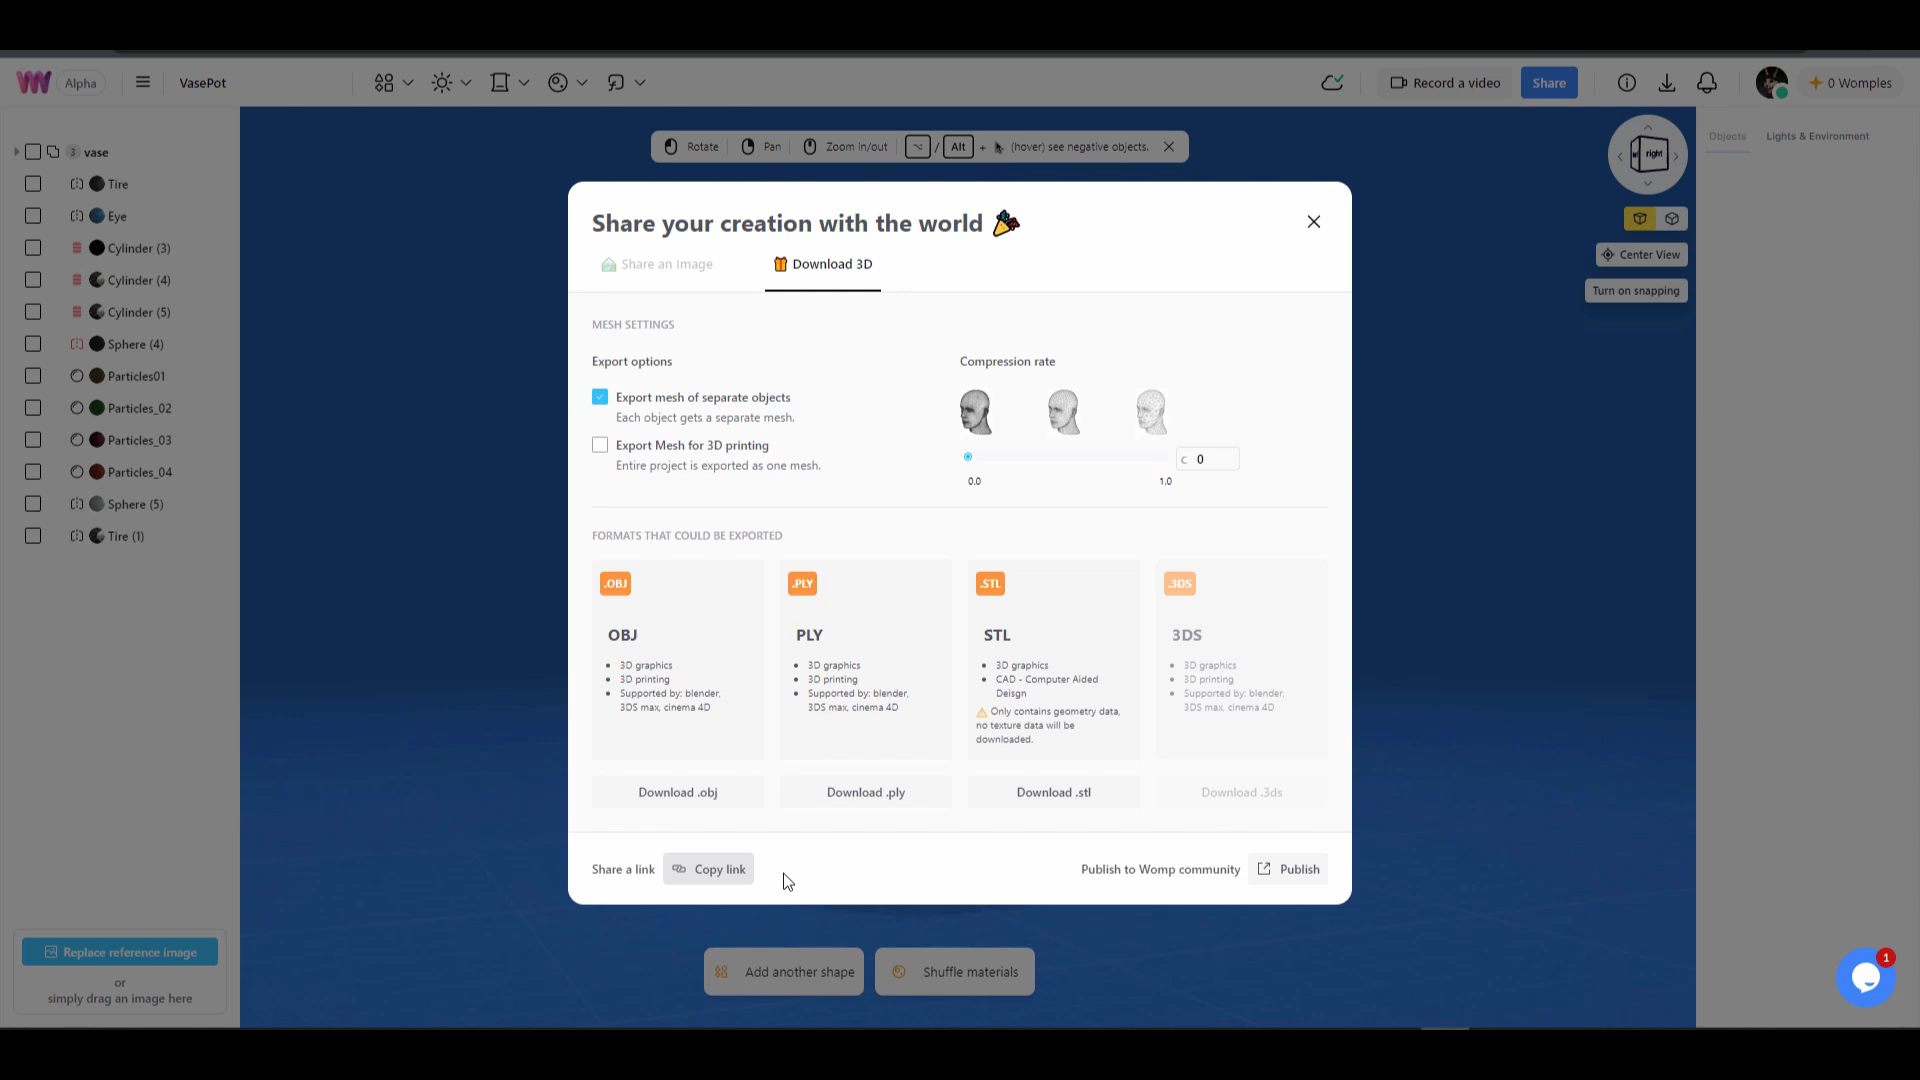 Alpha
VasePot
Record a video
Share
0 Womples
vase
3
Tire
Eye
Cylinder (3)
Cylinder (4)
Cylinder (5)
Sphere (4)
Particles01
Particles_02
Particles_03
Particles_04
Sphere (5)
Tire (1)
Replace reference image
or
simply drag an image here
Rotate
Pan
Zoom in/out
/ Alt + (hover) see negative objects.
Objects
Lights & Environment
right
Center View
Turn on snapping
Share your creation with the world
Share an Image
Download 3D
MESH SETTINGS
Export options
Export mesh of separate objects
Each object gets a separate mesh.
Export Mesh for 3D printing
Entire project is exported as one mesh.
Compression rate
C 0
0.0
1.0
FORMATS THAT COULD BE EXPORTED
.OBJ
OBJ
3D graphics
3D printing
Supported by: blender,
3DS max, cinema 4D
Download .obj
.PLY
PLY
3D graphics
3D printing
Supported by: blender,
3DS max, cinema 4D
Download .ply
.STL
STL
3D graphics
CAD - Computer Aided
Deisgn
Only contains geometry data,
no texture data will be
downloaded.
Download .stl
.3DS
3DS
3D graphics
3D printing
Supported by: blender,
3DS max, cinema 4D
Download .3ds
Share a link
Copy link
Publish to Womp community
Publish
Add another shape
Shuffle materials
1